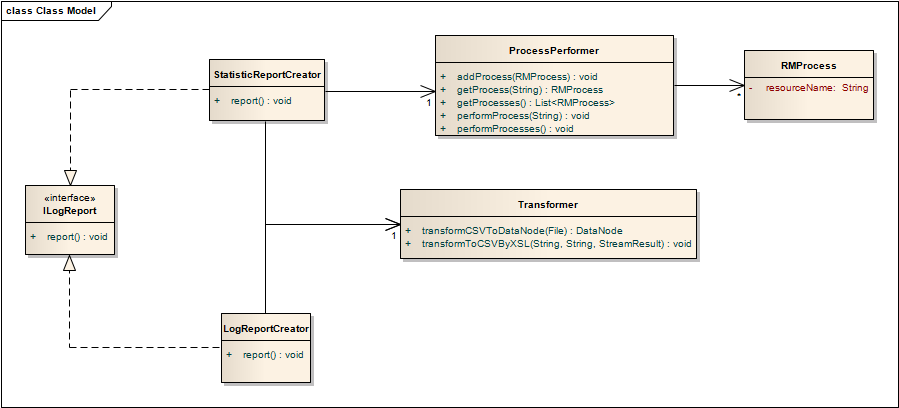 class Class Model
StatisticReportCreator
+ report() : void
ProcessPerformer
+ addProcess(RMProcess) : void
+ getProcess(String) : RMProcess
+ getProcesses() : List<RMProcess>
+ performProcess(String) : void
+ performProcesses() : void
1
RMProcess
- resourceName: String
*
«interface»
ILogReport
+ report() : void
Transformer
+ transformCSVToDataNode(File) : DataNode
+ transformToCSVByXSL(String, String, StreamResult) : void
1
LogReportCreator
+ report() : void